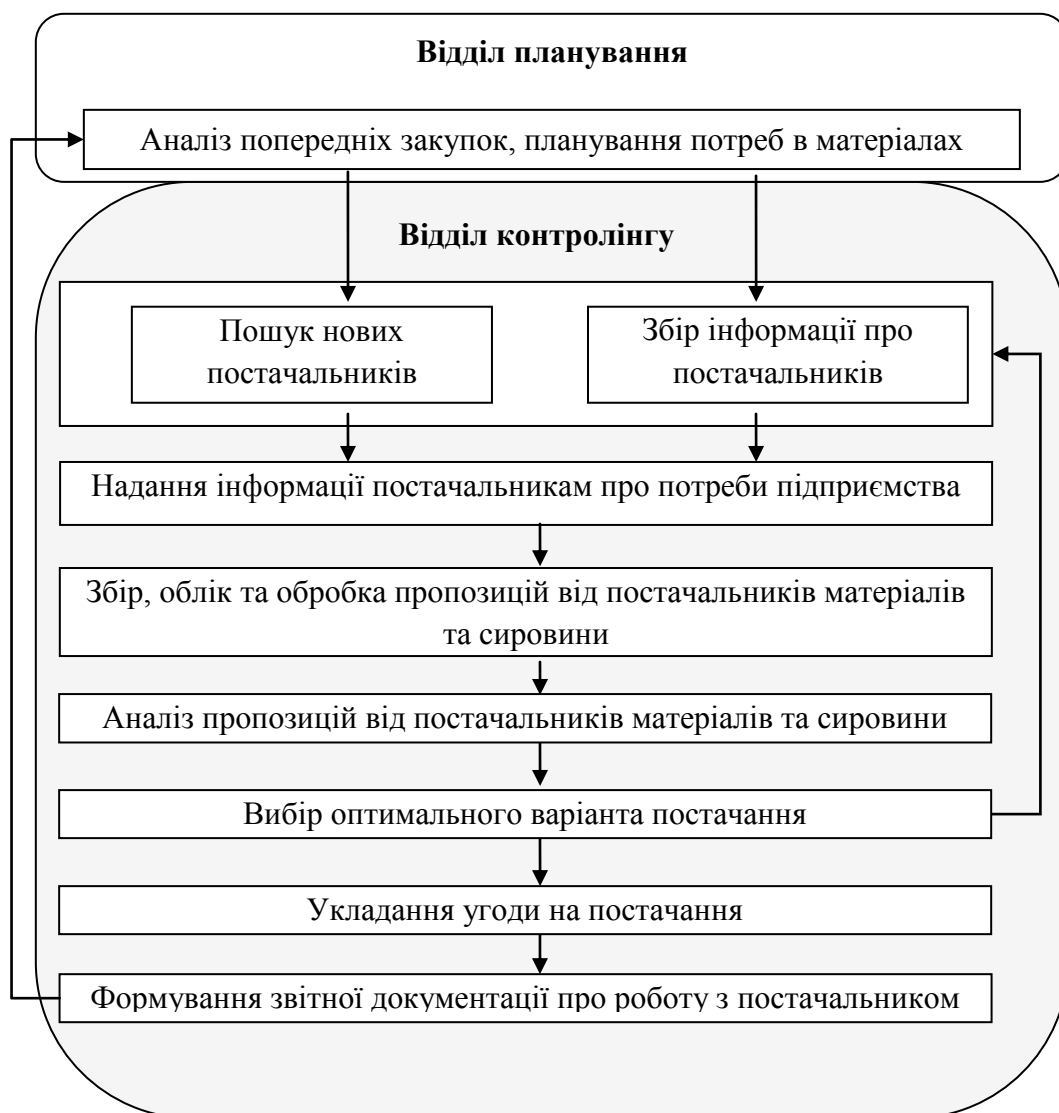 Відділ планування
Аналіз попередніх закупок, планування потреб в матеріалах
Відділ контролінгу
Пошук нових
постачальників
Збір інформації про
постачальників
Надання інформації постачальникам про потреби підприємства
Збір, облік та обробка пропозицій від постачальників матеріалів
та сировини
Аналіз пропозицій від постачальників матеріалів та сировини
Вибір оптимального варіанта постачання
Укладання угоди на постачання
Формування звітної документації про роботу з постачальником